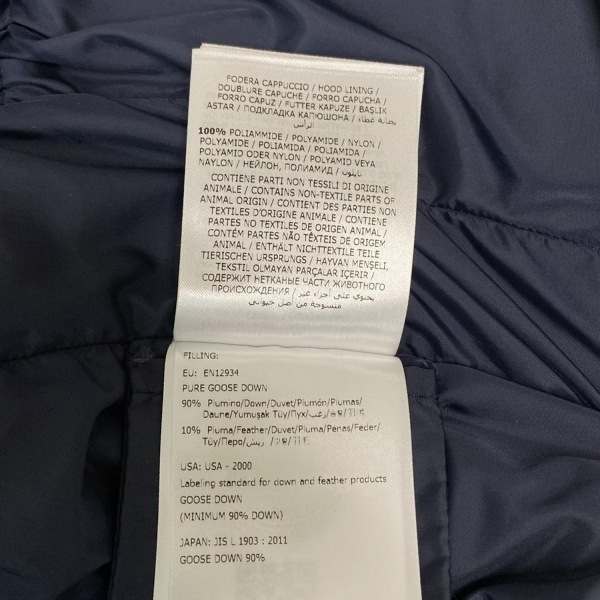 FODERA CAPPUCCIO / HOOD LINING /
DOUBLURE CAPUCHE / FORRO CAPUCHA /
FORRO CAPUZ / FUTTER KAPUZE / BAŞLIK
ASTAR / ПОДКЛАДКА КАПЮШОНА / بطانة غطاء
الرأس
100% POLIAMMIDE / POLYAMIDE / NYLON /
POLYAMIDE / POLIAMIDA / POLIAMIDA /
POLYAMID ODER NYLON / POLYAMID VEYA
NAYLON / НЕЙЛОН, ПОЛИАМИД / نايلون
CONTIENE PARTI NON TESSILI DI ORIGINE
ANIMALE / CONTAINS NON-TEXTILE PARTS OF
ANIMAL ORIGIN / CONTIENT DES PARTIES NON
TEXTILES D'ORIGINE ANIMALE / CONTIENE
PARTES NO TEXTILES DE ORIGEN ANIMAL /
CONTÉM PARTES NÃO TÊXTEIS DE ORIGEM
ANIMAL / ENTHÄLT NICHTTEXTILE TEILE
TIERISCHEN URSPRUNGS / HAYVAN MENŞELİ,
TEKSTIL OLMAYAN PARÇALAR İÇERİR /
СОДЕРЖИТ НЕТКАНЫЕ ЧАСТИ ЖИВОТНОГО
ПРОИСХОЖДЕНИЯ / يحتوي على أجزاء غير
منسوجة من أصل حيواني
FILLING:
EU: EN12934
PURE GOOSE DOWN
90% Piumino/Down/Duvet/Plumón/Plumas/
Daune/Yumuşak Tüy/Пух/زغب/
10% Piuma/Feather/Duvet/Pluma/Penas/Feder/
Tüy/Перо/ريش/
USA: USA - 2000
Labeling standard for down and feather products
GOOSE DOWN
(MINIMUM 90% DOWN)
JAPAN: JIS L 1903 : 2011
GOOSE DOWN 90%